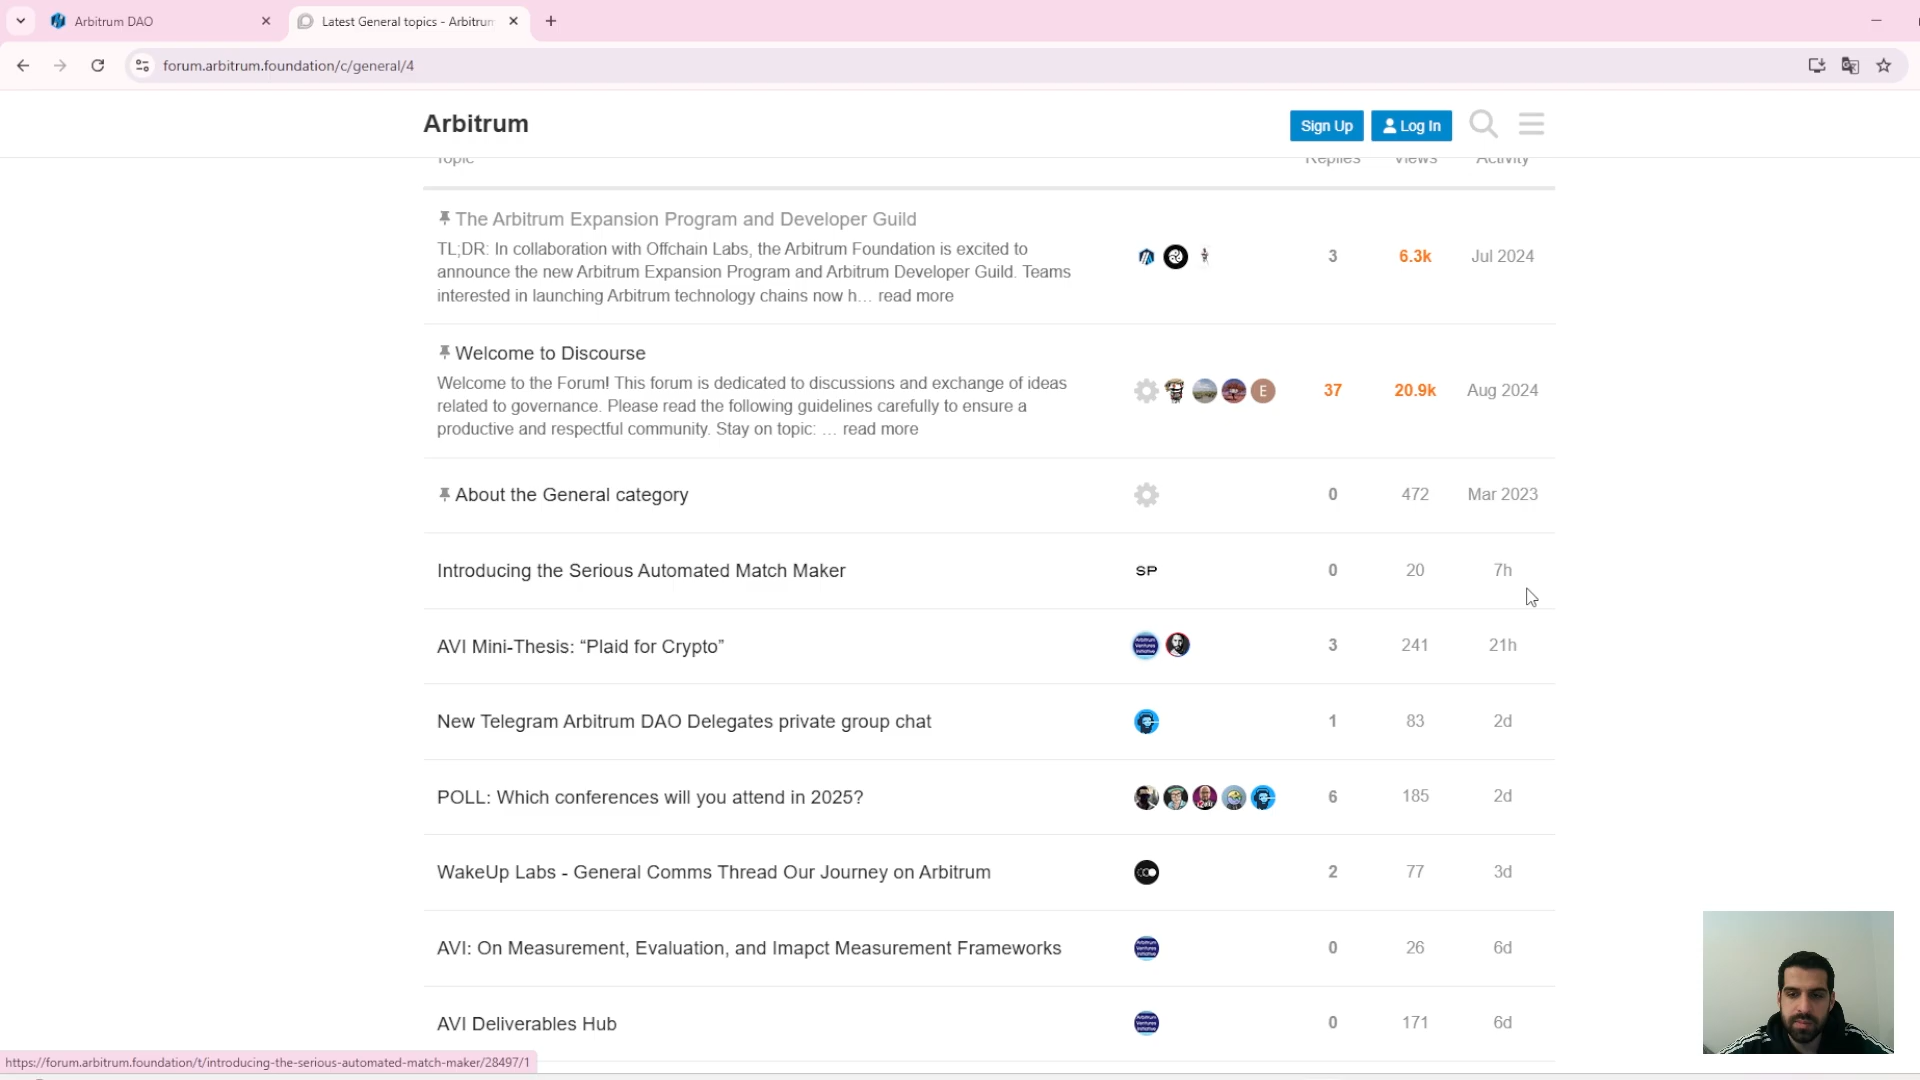 Arbitrum DAO
Latest General topics - Arbitrum
forum.arbitrum.foundation/c/general/4
Arbitrum
Sign Up
Log In
Topic Replies Views Activity
The Arbitrum Expansion Program and Developer Guild
TL;DR: In collaboration with Offchain Labs, the Arbitrum Foundation is excited to
announce the new Arbitrum Expansion Program and Arbitrum Developer Guild. Teams
interested in launching Arbitrum technology chains now h… read more
3 6.3k Jul 2024
Welcome to Discourse
Welcome to the Forum! This forum is dedicated to discussions and exchange of ideas
related to governance. Please read the following guidelines carefully to ensure a
productive and respectful community. Stay on topic: … read more
E 37 20.9k Aug 2024
About the General category 0 472 Mar 2023
Introducing the Serious Automated Match Maker SP 0 20 7h
AVI Mini-Thesis: “Plaid for Crypto” 3 241 21h
New Telegram Arbitrum DAO Delegates private group chat 1 83 2d
POLL: Which conferences will you attend in 2025? 6 185 2d
WakeUp Labs - General Comms Thread Our Journey on Arbitrum 2 77 3d
AVI: On Measurement, Evaluation, and Imapct Measurement Frameworks 0 26 6d
AVI Deliverables Hub 0 171 6d
https://forum.arbitrum.foundation/t/introducing-the-serious-automated-match-maker/28497/1